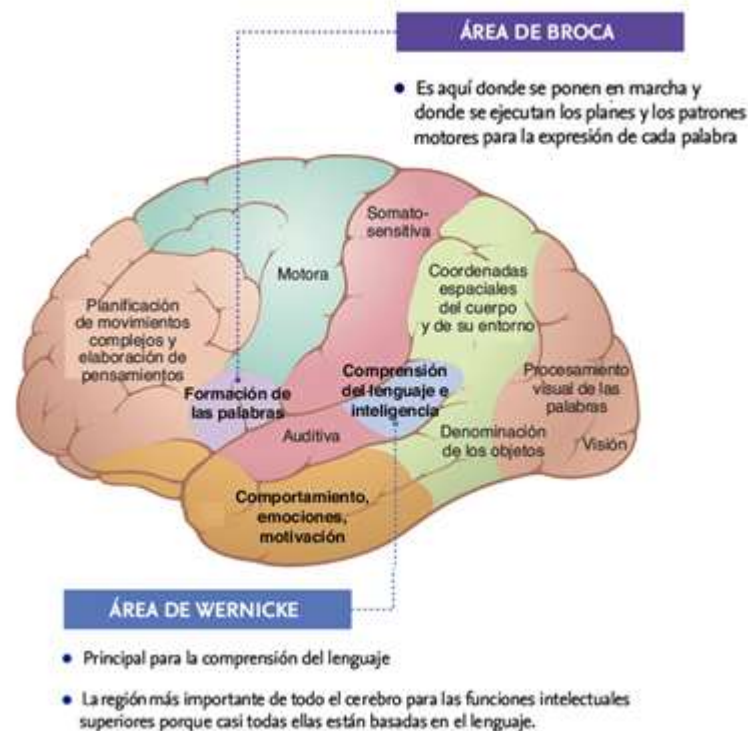 ÁREA DE BROCA
• Es aquí donde se ponen en marcha y
donde se ejecutan los planes y los patrones
motores para la expresión de cada palabra
Somato-
sensitiva
Motora
Coordenadas
espaciales
del cuerpo
y de su entorno
Planificación
de movimientos
complejos y
elaboración de
pensamientos
Formación de
las palabras
Comprensión
del lenguaje e
inteligencia
Procesamiento
visual de las
palabras
Auditiva
Denominación
de los objetos
Visión
Comportamiento,
emociones,
motivación
ÁREA DE WERNICKE
• Principal para la comprensión del lenguaje
• La región más importante de todo el cerebro para las funciones intelectuales
superiores porque casi todas ellas están basadas en el lenguaje.